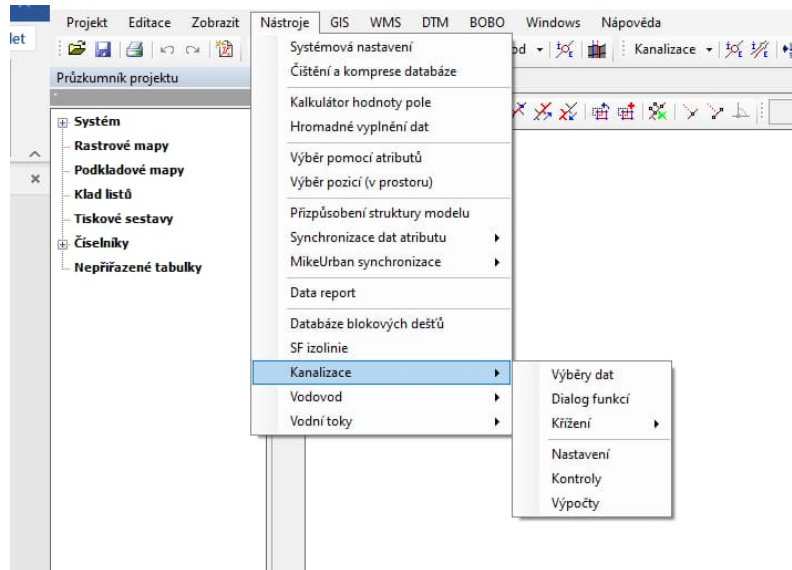 let
Projekt Editace Zobrazit Nástroje GIS WMS DTM BOBO Windows Nápověda
Kanalizace
Průzkumník projektu
Systém
Rastrové mapy
Podkladové mapy
Klad listů
Tiskové sestavy
Číselníky
Nepřiřazené tabulky
Systémová nastavení
Čištění a komprese databáze
Kalkulátor hodnoty pole
Hromadné vyplnění dat
Výběr pomocí atributů
Výběr pozicí (v prostoru)
Přizpůsobení struktury modelu
Synchronizace dat atributu
MikeUrban synchronizace
Data report
Databáze blokových dešťů
SF izolinie
Kanalizace
Vodovod
Vodní toky
Výběry dat
Dialog funkcí
Křížení
Nastavení
Kontroly
Výpočty